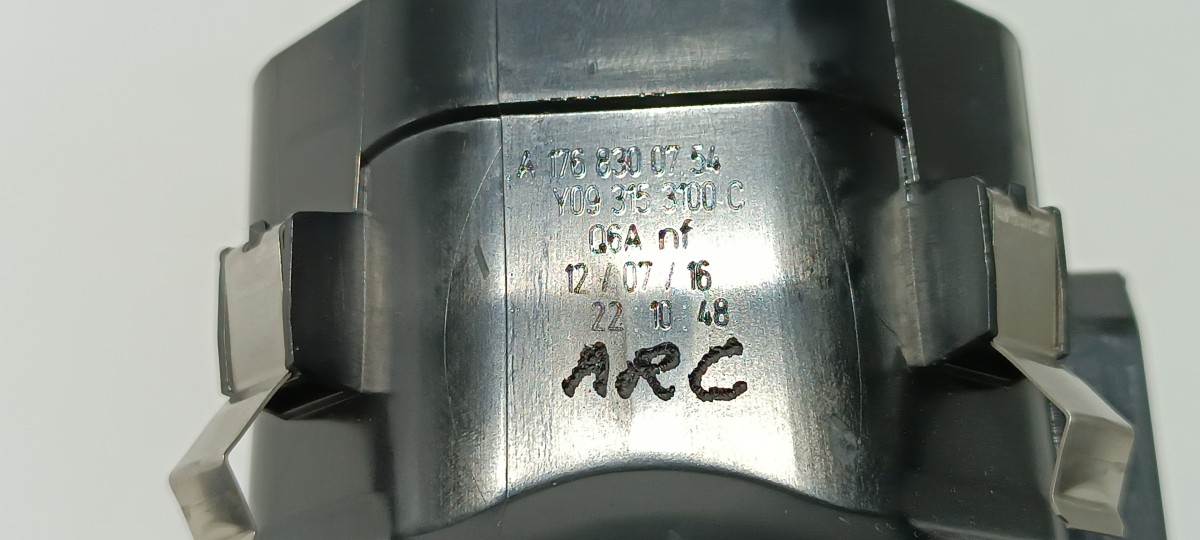 A 176 830 07 54
Y09 315 3100 C
Q6A nf
12 / 07 / 16
22 : 10 : 48
ARC